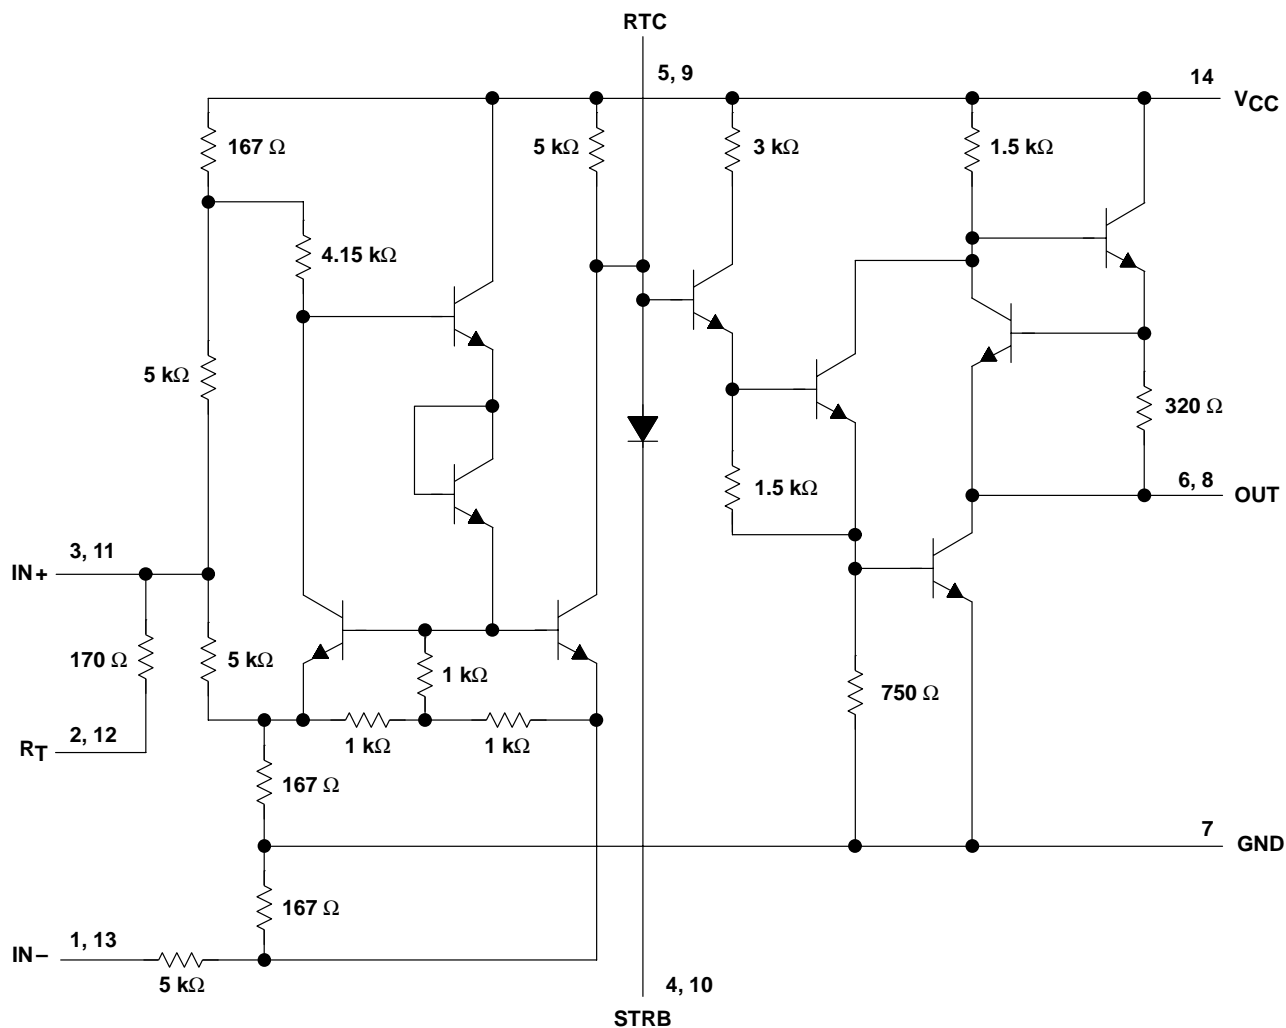 RTC
5, 9
14
VCC
167 Ω
5 kΩ
3 kΩ
1.5 kΩ
4.15 kΩ
5 kΩ
320 Ω
1.5 kΩ
6, 8
OUT
3, 11
IN+
170 Ω
5 kΩ
1 kΩ
750 Ω
2, 12
RT
1 kΩ
1 kΩ
167 Ω
7
GND
167 Ω
1, 13
IN–
5 kΩ
4, 10
STRB